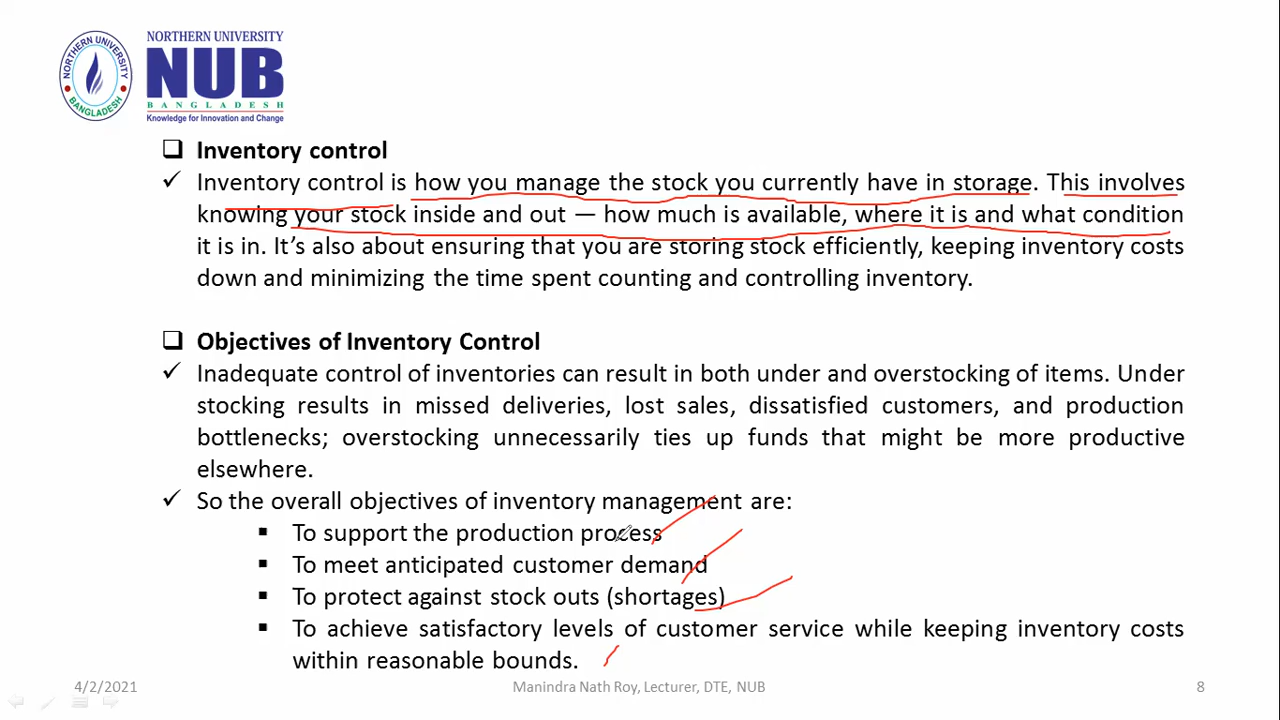 NORTHERN UNIVERSITY
NUB
BANGLADESH
Knowledge for Innovation and Change
NORTHERN UNIVERSITY
BANGLADESH
❑ Inventory control
✓ Inventory control is how you manage the stock you currently have in storage. This involves
knowing your stock inside and out — how much is available, where it is and what condition
it is in. It’s also about ensuring that you are storing stock efficiently, keeping inventory costs
down and minimizing the time spent counting and controlling inventory.
❑ Objectives of Inventory Control
✓ Inadequate control of inventories can result in both under and overstocking of items. Under
stocking results in missed deliveries, lost sales, dissatisfied customers, and production
bottlenecks; overstocking unnecessarily ties up funds that might be more productive
elsewhere.
✓ So the overall objectives of inventory management are:
▪ To support the production process
▪ To meet anticipated customer demand
▪ To protect against stock outs (shortages)
▪ To achieve satisfactory levels of customer service while keeping inventory costs
within reasonable bounds.
4/2/2021 Manindra Nath Roy, Lecturer, DTE, NUB 8